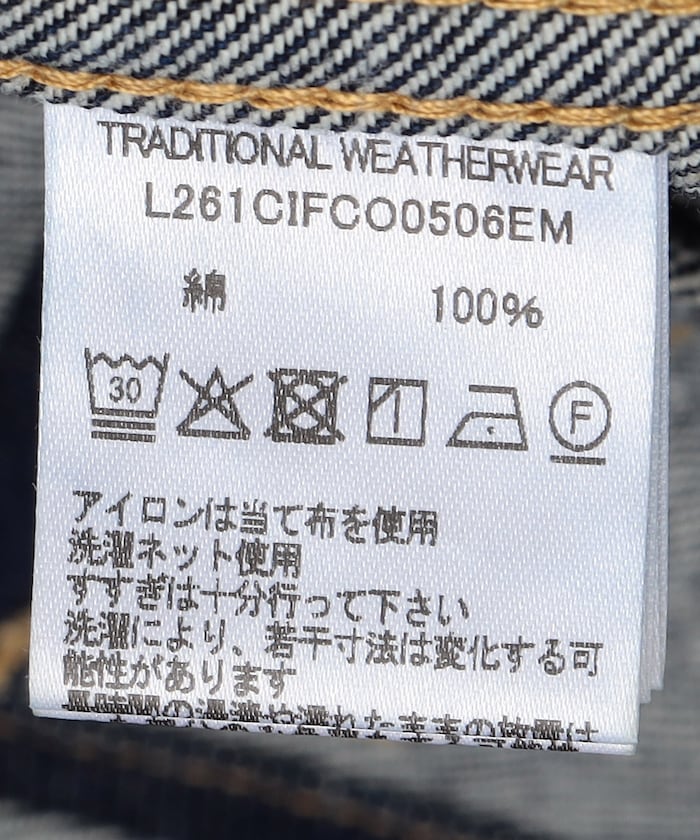 TRADITIONAL WEATHERWEAR
L261CIFCO0506EM
綿 100%
30 F
アイロンは当て布を使用
洗濯ネット使用
すすぎは十分行って下さい
洗濯により、若干寸法は変化する可
能性があります